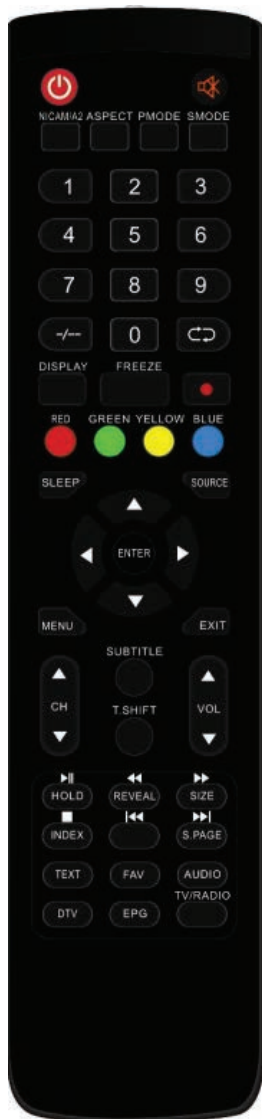 NICAM/A2 ASPECT PMODE SMODE
1 2 3
4 5 6
7 8 9
-/-- 0
DISPLAY FREEZE
RED GREEN YELLOW BLUE
SLEEP SOURCE
ENTER
MENU EXIT
SUBTITLE
CH T.SHIFT VOL
HOLD REVEAL SIZE
INDEX S.PAGE
TEXT FAV AUDIO
TV/RADIO
DTV EPG